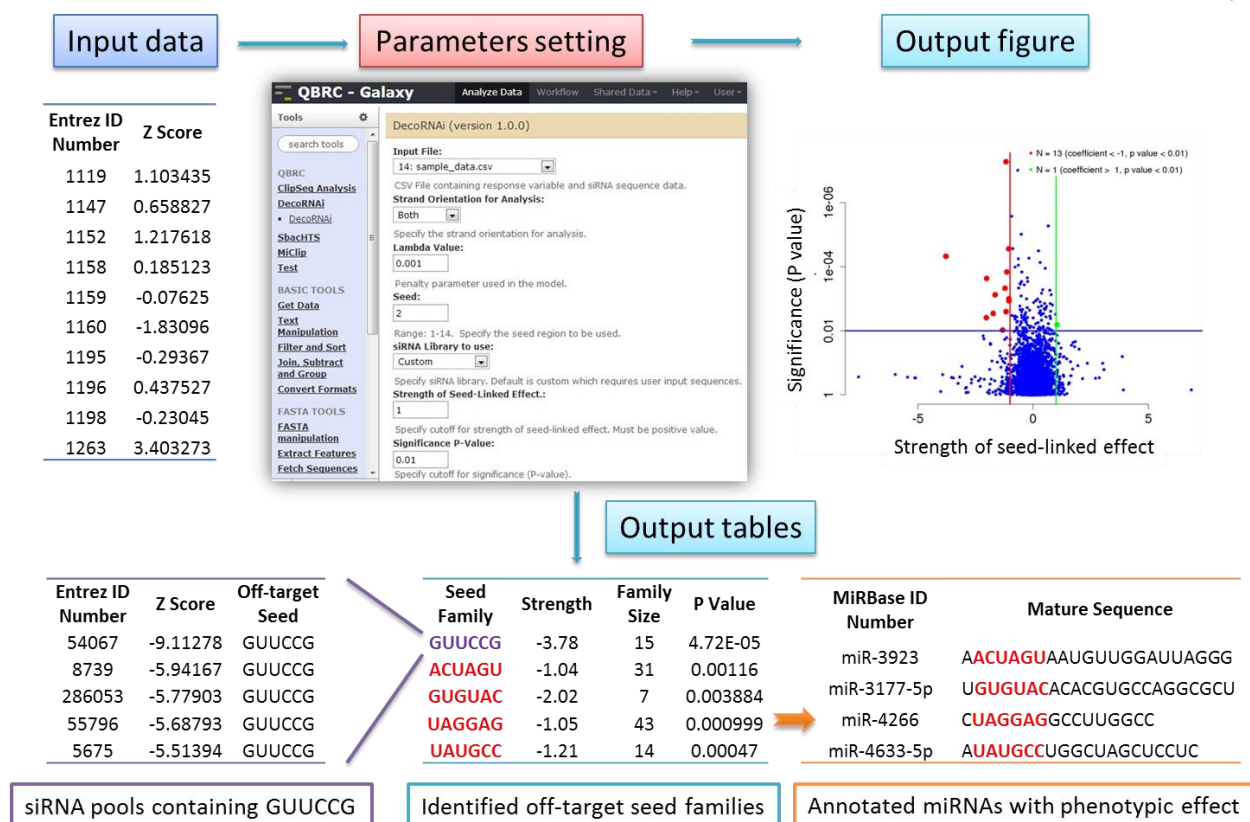 Input data
Parameters setting
Output figure
Entrez ID Number Z Score
1119 1.103435
1147 0.658827
1152 1.217618
1158 0.185123
1159 -0.07625
1160 -1.83096
1195 -0.29367
1196 0.437527
1198 -0.23045
1263 3.403273
QBRC - Galaxy Analyze Data Workflow Shared Data Help User
Tools
search tools
QBRC
ClipSeq Analysis
DecoRNAi
• DecoRNAi
SbacHTS
MiClip
Test
BASIC TOOLS
Get Data
Text
Manipulation
Filter and Sort
Join, Subtract
and Group
Convert Formats
FASTA TOOLS
FASTA
manipulation
Extract Features
Fetch Sequences
DecoRNAi (version 1.0.0)
Input File:
14: sample_data.csv
CSV File containing response variable and siRNA sequence data.
Strand Orientation for Analysis:
Both
Specify the strand orientation for analysis.
Lambda Value:
0.001
Penalty parameter used in the model.
Seed:
2
Range: 1-14. Specify the seed region to be used.
siRNA Library to use:
Custom
Specify siRNA library. Default is custom which requires user input sequences.
Strength of Seed-Linked Effect.:
1
Specify cutoff for strength of seed-linked effect. Must be positive value.
Significance P-Value:
0.01
Specify cutoff for significance (P-value).
N = 13 (coefficient < -1, p value < 0.01)
N = 1 (coefficient > 1, p value < 0.01)
Significance (P value)
1e-06
1e-04
0.01
1
-5 0 5
Strength of seed-linked effect
Output tables
Entrez ID Number Z Score Off-target Seed
54067 -9.11278 GUUCCG
8739 -5.94167 GUUCCG
286053 -5.77903 GUUCCG
55796 -5.68793 GUUCCG
5675 -5.51394 GUUCCG
siRNA pools containing GUUCCG
Seed Family Strength Family Size P Value
GUUCCG -3.78 15 4.72E-05
ACUAGU -1.04 31 0.00116
GUGUAC -2.02 7 0.003884
UAGGAG -1.05 43 0.000999
UAUGCC -1.21 14 0.00047
Identified off-target seed families
MiRBase ID Number Mature Sequence
miR-3923 AACUAGUAAUGUUGGAUUAGGG
miR-3177-5p UGUGUACACACGUGCCAGGCGCU
miR-4266 CUAGGAGGCCUUGGCC
miR-4633-5p AUAUGCCUGGCUAGCUCCUC
Annotated miRNAs with phenotypic effect